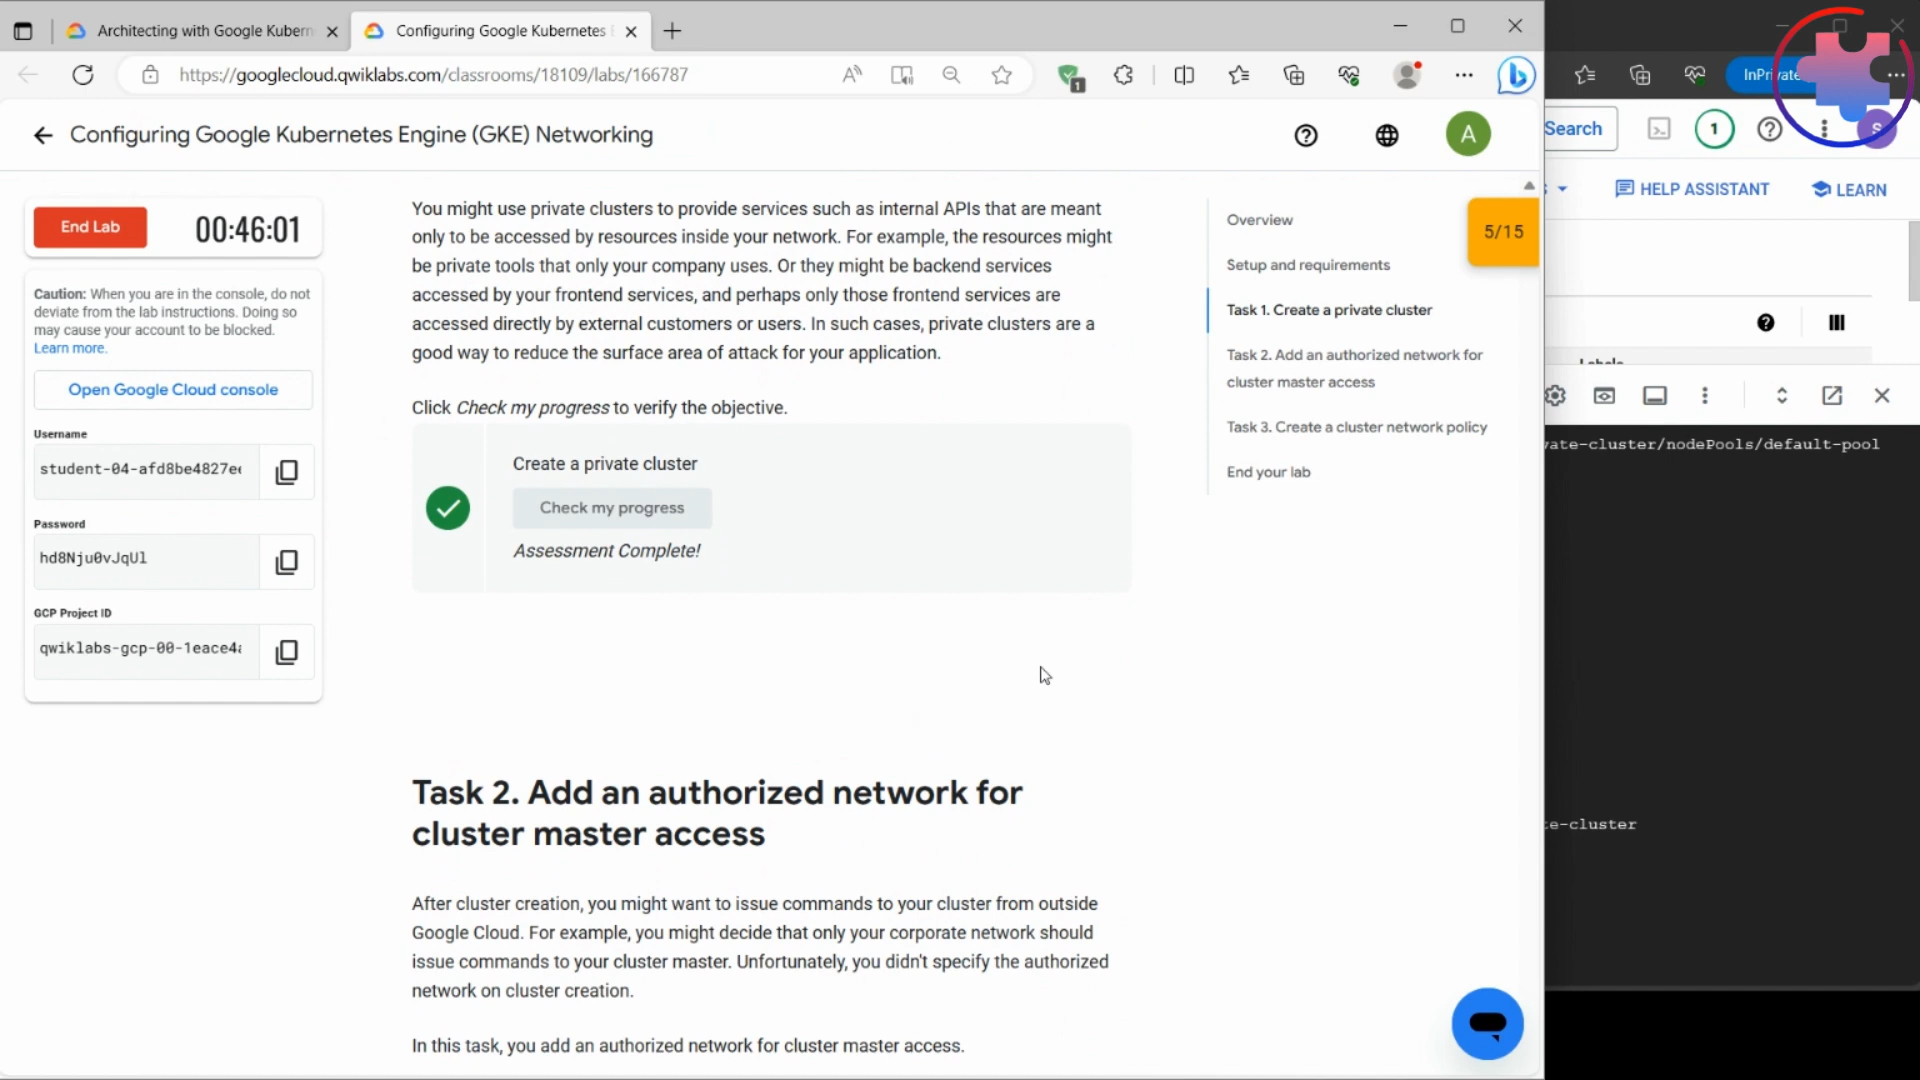 Architecting with Google Kubern
Configuring Google Kubernetes E
https://googlecloud.qwiklabs.com/classrooms/18109/labs/166787
1
InPrivate
Configuring Google Kubernetes Engine (GKE) Networking
A
Search
1
S
HELP ASSISTANT
LEARN
End Lab
00:46:01
Caution: When you are in the console, do not
deviate from the lab instructions. Doing so
may cause your account to be blocked.
Learn more.
Open Google Cloud console
Username
student-04-afd8be4827e
Password
hd8Nju0vJqUl
GCP Project ID
qwiklabs-gcp-00-1eace4
You might use private clusters to provide services such as internal APIs that are meant
only to be accessed by resources inside your network. For example, the resources might
be private tools that only your company uses. Or they might be backend services
accessed by your frontend services, and perhaps only those frontend services are
accessed directly by external customers or users. In such cases, private clusters are a
good way to reduce the surface area of attack for your application.
Click Check my progress to verify the objective.
Create a private cluster
Check my progress
Assessment Complete!
Task 2. Add an authorized network for
cluster master access
After cluster creation, you might want to issue commands to your cluster from outside
Google Cloud. For example, you might decide that only your corporate network should
issue commands to your cluster master. Unfortunately, you didn't specify the authorized
network on cluster creation.
In this task, you add an authorized network for cluster master access.
Overview
Setup and requirements
Task 1. Create a private cluster
Task 2. Add an authorized network for
cluster master access
Task 3. Create a cluster network policy
End your lab
5/15
Labels
vate-cluster/nodePools/default-pool
te-cluster